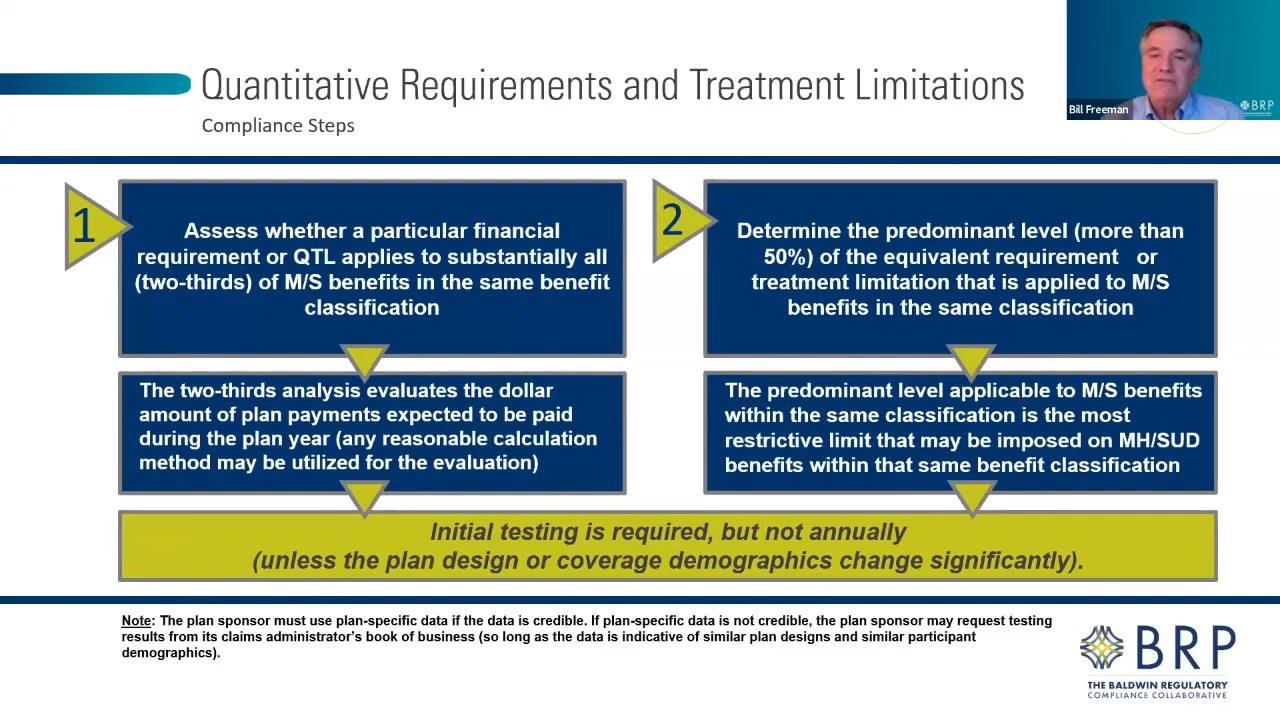 Quantitative Requirements and Treatment Limitations
Compliance Steps
Bill Freeman
BRP
1
Assess whether a particular financial
requirement or QTL applies to substantially all
(two-thirds) of M/S benefits in the same benefit
classification
The two-thirds analysis evaluates the dollar
amount of plan payments expected to be paid
during the plan year (any reasonable calculation
method may be utilized for the evaluation)
2
Determine the predominant level (more than
50%) of the equivalent requirement or
treatment limitation that is applied to M/S
benefits in the same classification
The predominant level applicable to M/S benefits
within the same classification is the most
restrictive limit that may be imposed on MH/SUD
benefits within that same benefit classification
Initial testing is required, but not annually
(unless the plan design or coverage demographics change significantly).
Note: The plan sponsor must use plan-specific data if the data is credible. If plan-specific data is not credible, the plan sponsor may request testing
results from its claims administrator's book of business (so long as the data is indicative of similar plan designs and similar participant
demographics).
BRP
THE BALDWIN REGULATORY
COMPLIANCE COLLABORATIVE